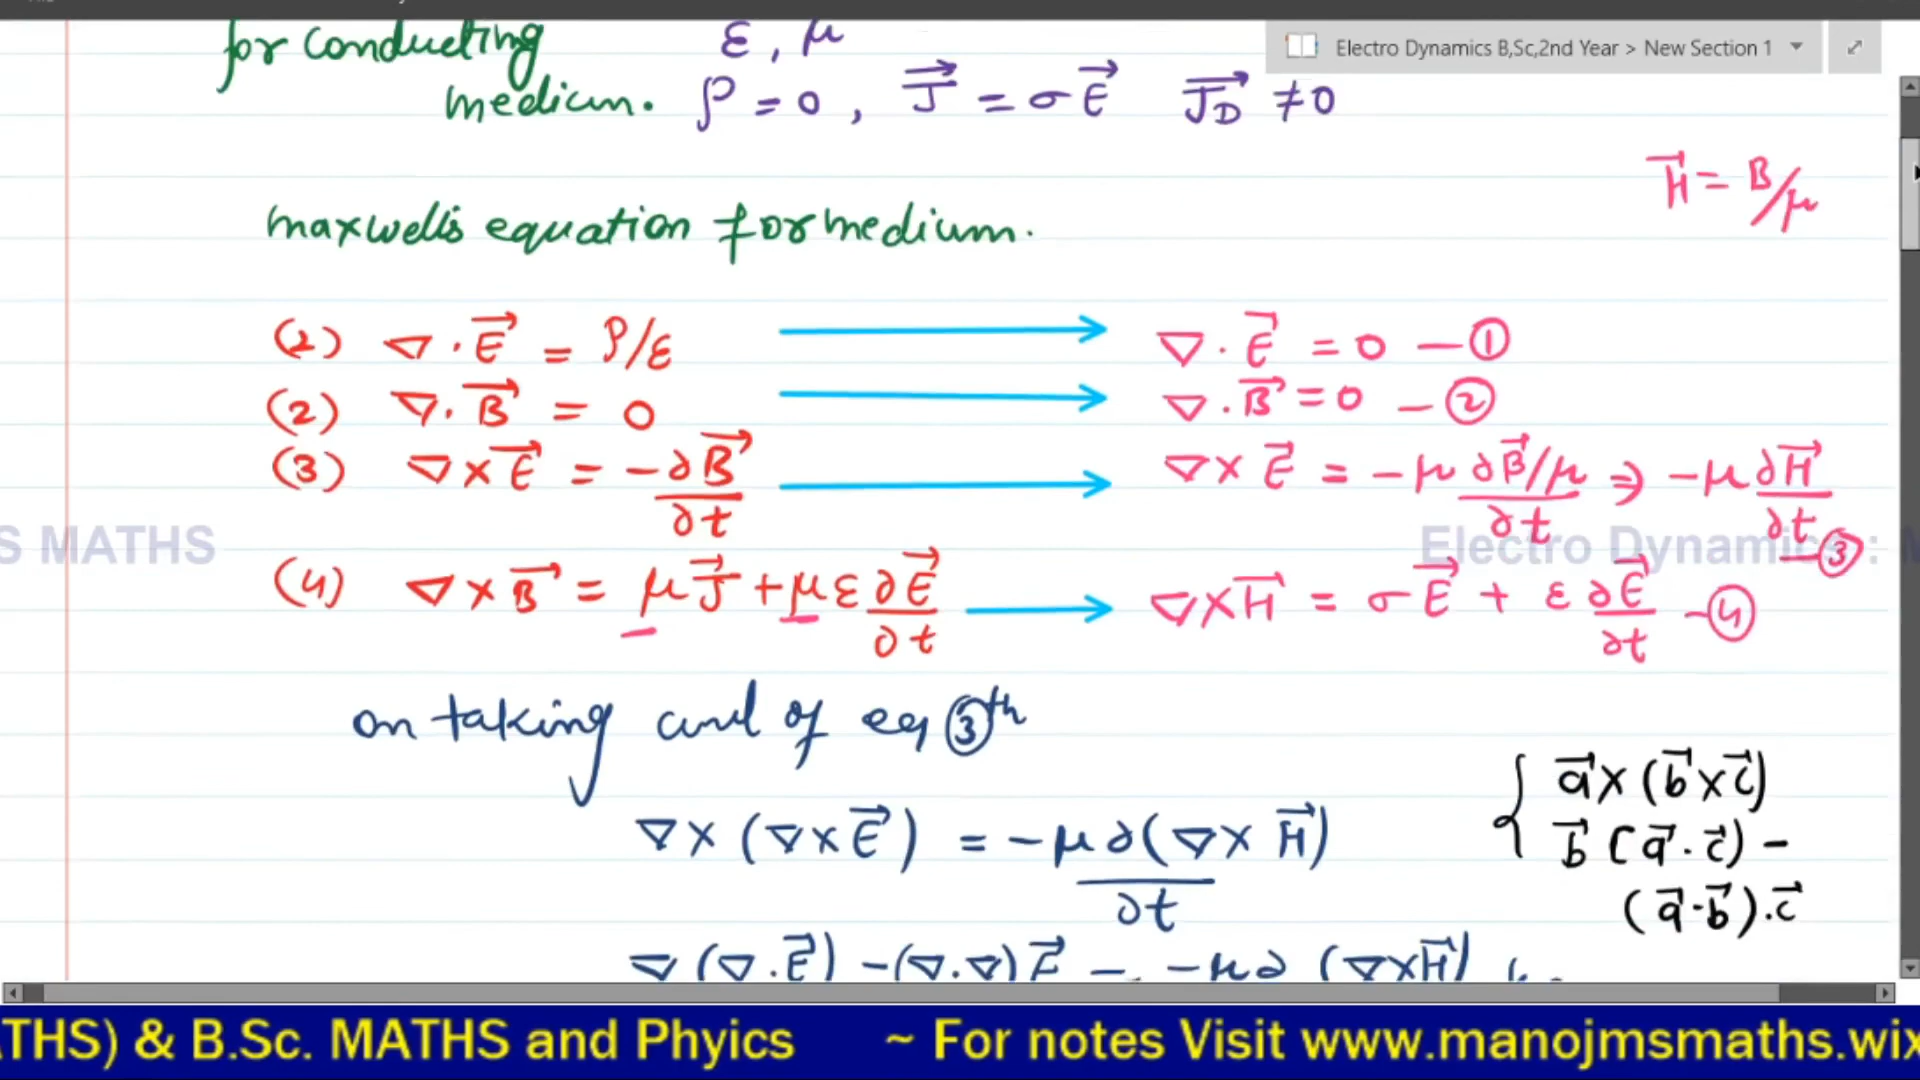 for conducting ε, μ
medium. ρ = 0, J⃗ = σE⃗ J⃗D ≠ 0
Electro Dynamics B,Sc,2nd Year > New Section 1
H⃗ = B/μ
maxwells equation for medium.
(1) ∇ · E⃗ = ρ/ε → ∇ · E⃗ = 0 — ①
(2) ∇ · B⃗ = 0 → ∇ · B⃗ = 0 — ②
(3) ∇ × E⃗ = -∂B⃗/∂t → ∇ × E⃗ = -μ ∂B⃗/μ/∂t ⇒ -μ ∂H⃗/∂t — ③
S MATHS
Electro Dynamics : M
(4) ∇ × B⃗ = μJ⃗ + με ∂E⃗/∂t → ∇ × H⃗ = σE⃗ + ε ∂E⃗/∂t — ④
on taking curl of eq ③th
∇ × (∇ × E⃗) = -μ ∂(∇ × H⃗)/∂t
{ a⃗ × (b⃗ × c⃗)
b⃗ (a⃗ · c⃗) -
(a⃗ · b⃗) · c⃗
∇ (∇ · E⃗) - (∇ · ∇) E⃗ = -μ∂ (∇ × H⃗)
ATHS) & B.Sc. MATHS and Phyics ~ For notes Visit www.manojmsmaths.wix